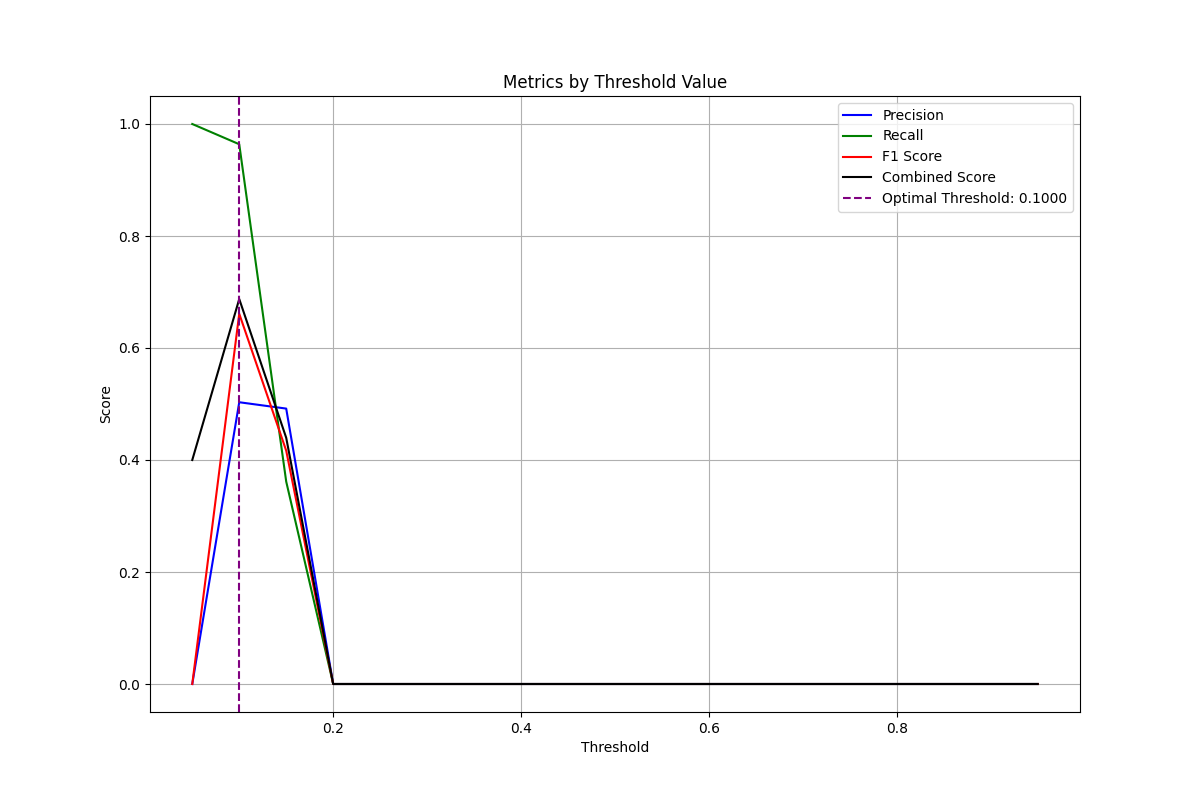 Metrics by Threshold Value
Precision
Recall
F1 Score
Combined Score
Optimal Threshold: 0.1000
Score
1.0
0.8
0.6
0.4
0.2
0.0
0.2 0.4 0.6 0.8
Threshold